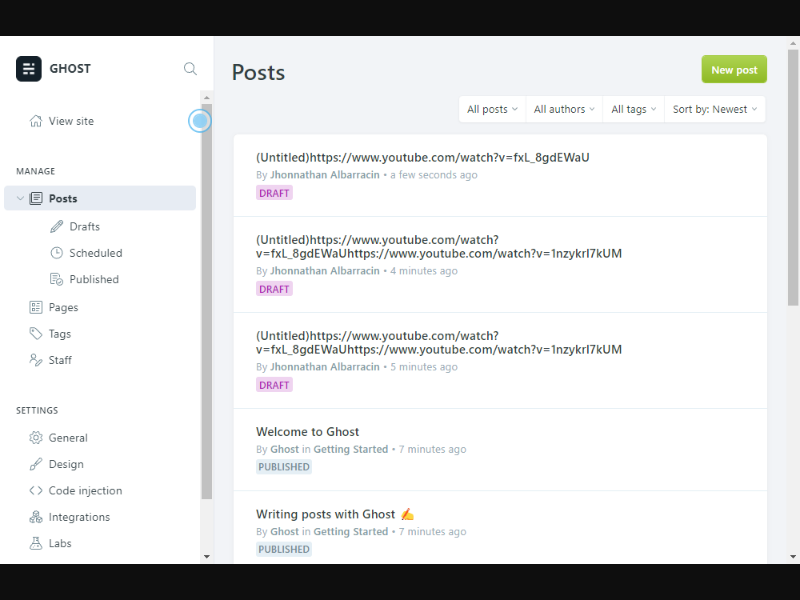 GHOST
View site
MANAGE
Posts
Drafts
Scheduled
Published
Pages
Tags
Staff
SETTINGS
General
Design
Code injection
Integrations
Labs
Posts
New post
All posts
All authors
All tags
Sort by: Newest
(Untitled)https://www.youtube.com/watch?v=fxL_8gdEWaU
By Jhonnathan Albarracin • a few seconds ago
DRAFT
(Untitled)https://www.youtube.com/watch?
v=fxL_8gdEWaUhttps://www.youtube.com/watch?v=1nzykrI7kUM
By Jhonnathan Albarracin • 4 minutes ago
DRAFT
(Untitled)https://www.youtube.com/watch?
v=fxL_8gdEWaUhttps://www.youtube.com/watch?v=1nzykrI7kUM
By Jhonnathan Albarracin • 5 minutes ago
DRAFT
Welcome to Ghost
By Ghost in Getting Started • 7 minutes ago
PUBLISHED
Writing posts with Ghost ✍️
By Ghost in Getting Started • 7 minutes ago
PUBLISHED